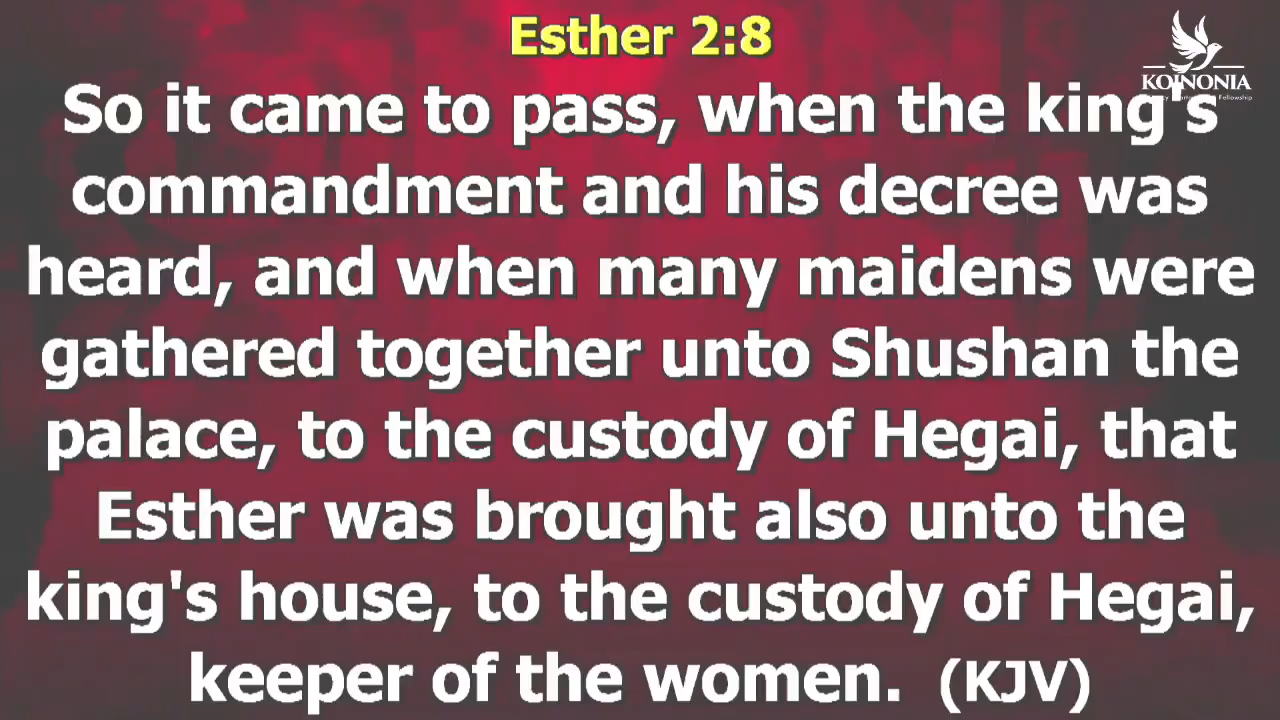 Esther 2:8
KOINONIA
Fellowship
So it came to pass, when the king's
commandment and his decree was
heard, and when many maidens were
gathered together unto Shushan the
palace, to the custody of Hegai, that
Esther was brought also unto the
king's house, to the custody of Hegai,
keeper of the women. (KJV)